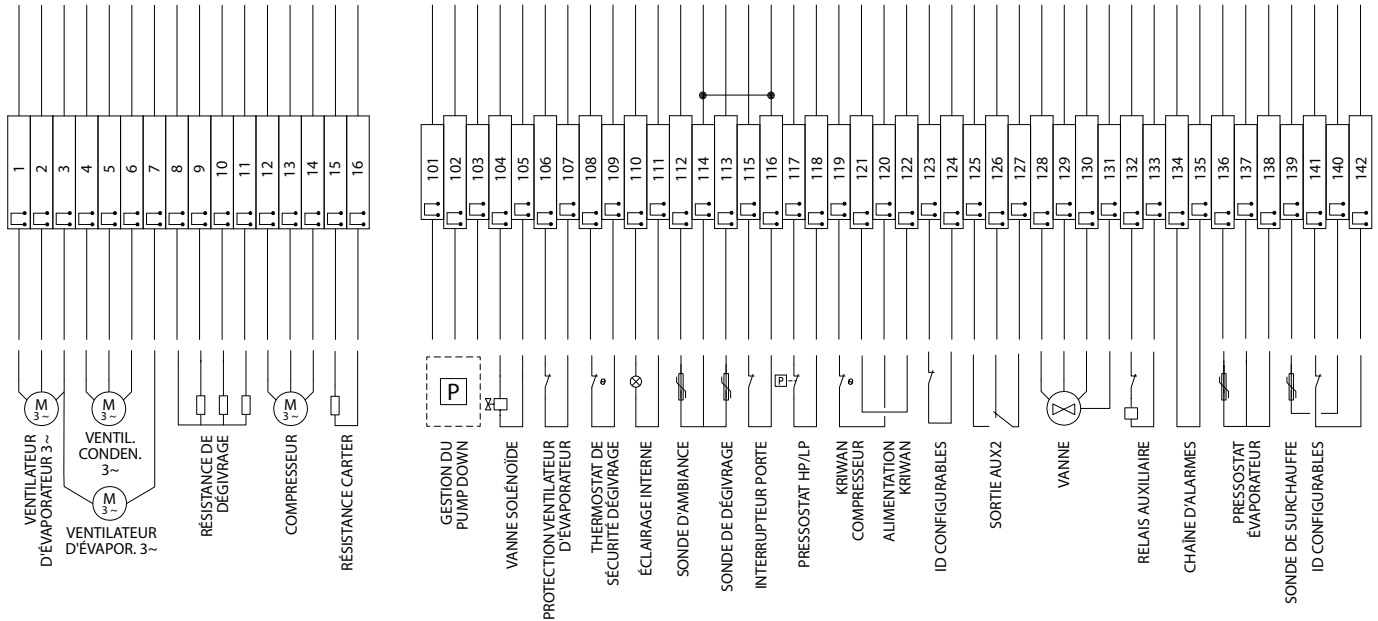 1
2
3
4
5
6
7
8
9
10
11
12
13
14
15
16
101
102
103
104
105
106
107
108
109
110
111
112
114
113
115
116
117
118
119
121
120
122
123
124
125
126
127
128
129
130
131
132
133
134
135
136
137
138
139
141
140
142
M
3 ~
M
3 ~
M
3 ~
M
3 ~
P
θ
P
θ
VENTILATEUR
D'ÉVAPORATEUR 3 ~
VENTIL.
CONDEN.
3~
VENTILATEUR
D'ÉVAPOR. 3~
RÉSISTANCE DE
DÉGIVRAGE
COMPRESSEUR
RÉSISTANCE CARTER
GESTION DU
PUMP DOWN
VANNE SOLÉNOÏDE
PROTECTION VENTILATEUR
D'ÉVAPORATEUR
THERMOSTAT DE
SÉCURITÉ DÉGIVRAGE
ÉCLAIRAGE INTERNE
SONDE D'AMBIANCE
SONDE DE DÉGIVRAGE
INTERRUPTEUR PORTE
PRESSOSTAT HP/LP
KRIWAN
COMPRESSEUR
ALIMENTATION
KRIWAN
ID CONFIGURABLES
SORTIE AUX2
VANNE
RELAIS AUXILIAIRE
CHAÎNE D'ALARMES
PRESSOSTAT
ÉVAPORATEUR
SONDE DE SURCHAUFFE
ID CONFIGURABLES